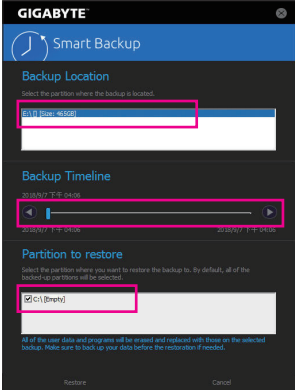 GIGABYTE™
Smart Backup
Backup Location
Select the partition where the backup is located.
E:\ [] [Size: 465GB]
Backup Timeline
2018/9/7 下午 04:06
2018/9/7 下午 04:06 2018/9/7 下午 04:06
Partition to restore
Select the partition where you want to restore the backup to. By default, all of the
backed-up partitions will be selected.
C:\ [Empty]
All of the user data and programs will be erased and replaced with those on the selected
backup. Make sure to back up your data before the restoration if needed.
Restore Cancel